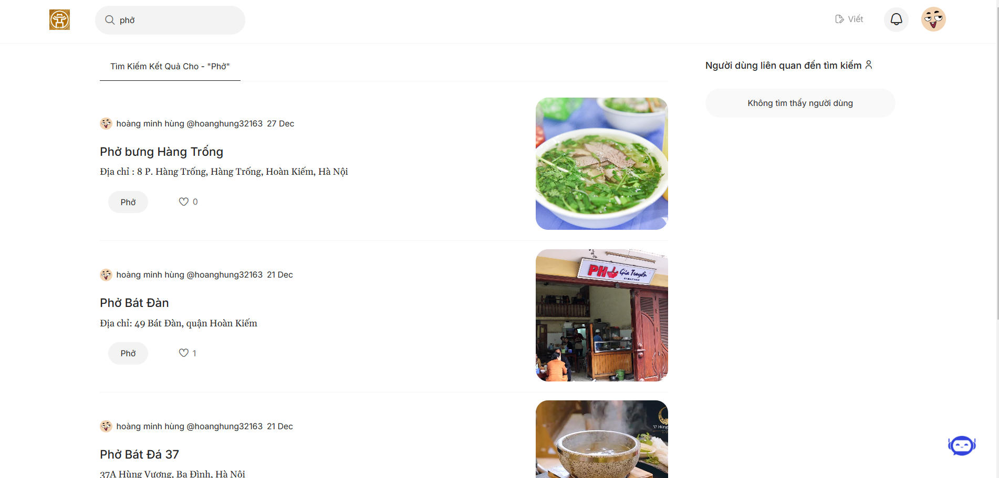 phở
Viết
Tìm Kiếm Kết Quả Cho - "Phở"
Người dùng liên quan đến tìm kiếm
Không tìm thấy người dùng
hoàng minh hùng @hoanghung32163 27 Dec
Phở bưng Hàng Trống
Địa chỉ : 8 P. Hàng Trống, Hàng Trống, Hoàn Kiếm, Hà Nội
Phở
0
hoàng minh hùng @hoanghung32163 21 Dec
Phở Bát Đàn
Địa chỉ: 49 Bát Đàn, quận Hoàn Kiếm
Phở
1
PHỞ Gia Truyền
hoàng minh hùng @hoanghung32163 21 Dec
Phở Bát Đá 37
37A Hùng Vương, Ba Đình, Hà Nội